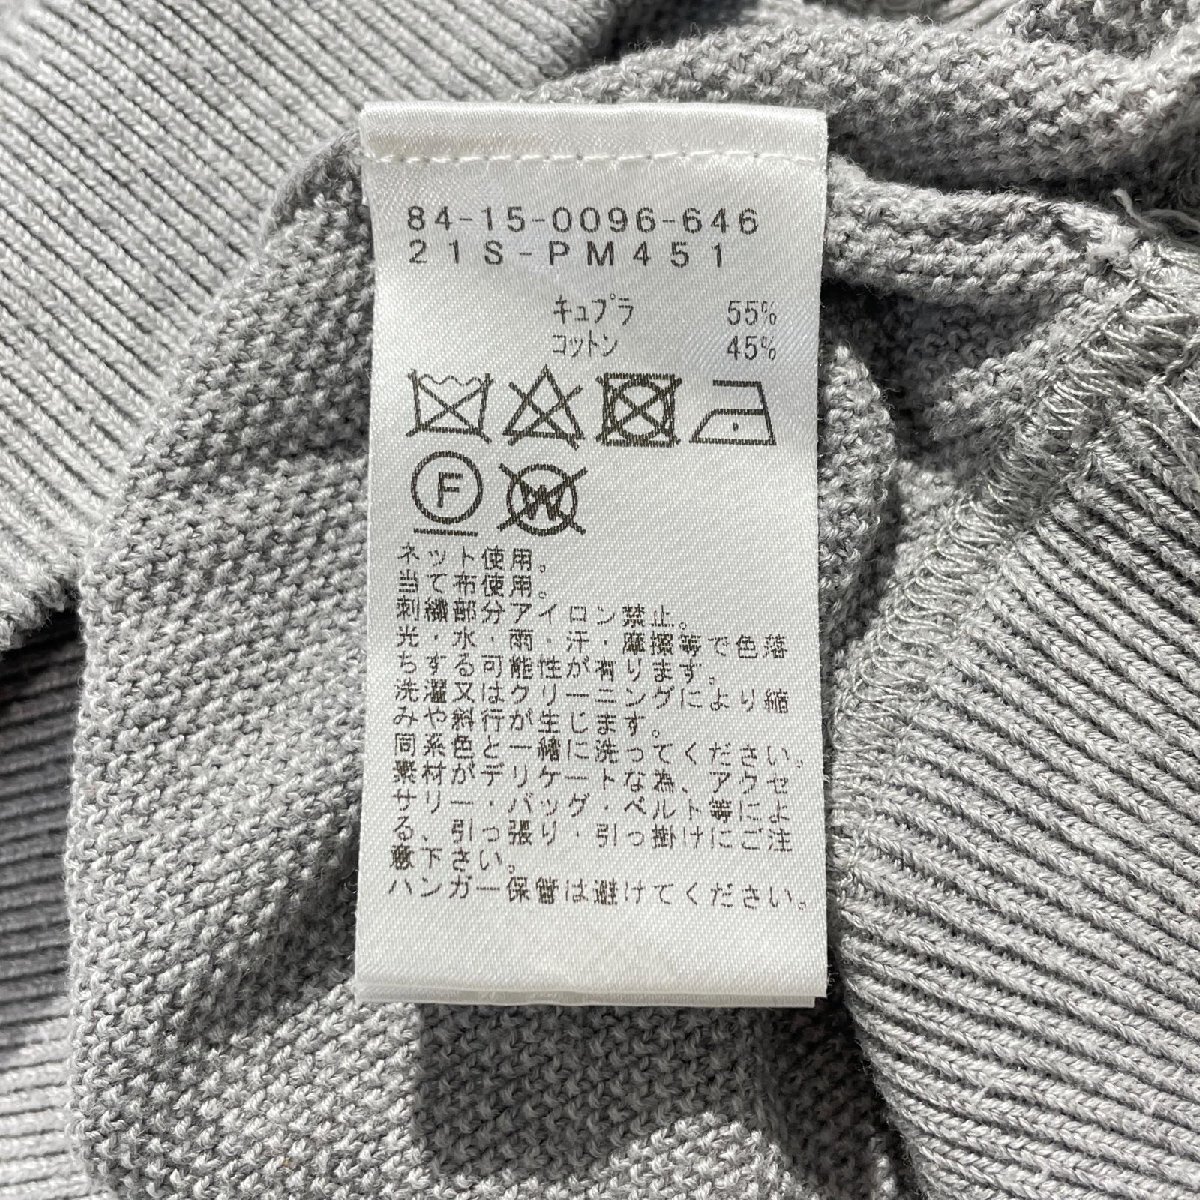 84-15-0096-646
21S-PM451
キュプラ 55%
コットン 45%
F
W
ネット使用。
当て布使用。
刺繍部分アイロン禁止。
光・水・雨・汗・摩擦等で色落
ちする可能性が有ります。
洗濯又はクリーニングにより縮
みや斜行が生じます。
同系色と一緒に洗ってください。
素材がデリケートな為、アクセ
サリー・バッグ・ベルト等によ
る、引っ張り・引っ掛けにご注
意下さい。
ハンガー保管は避けてください。